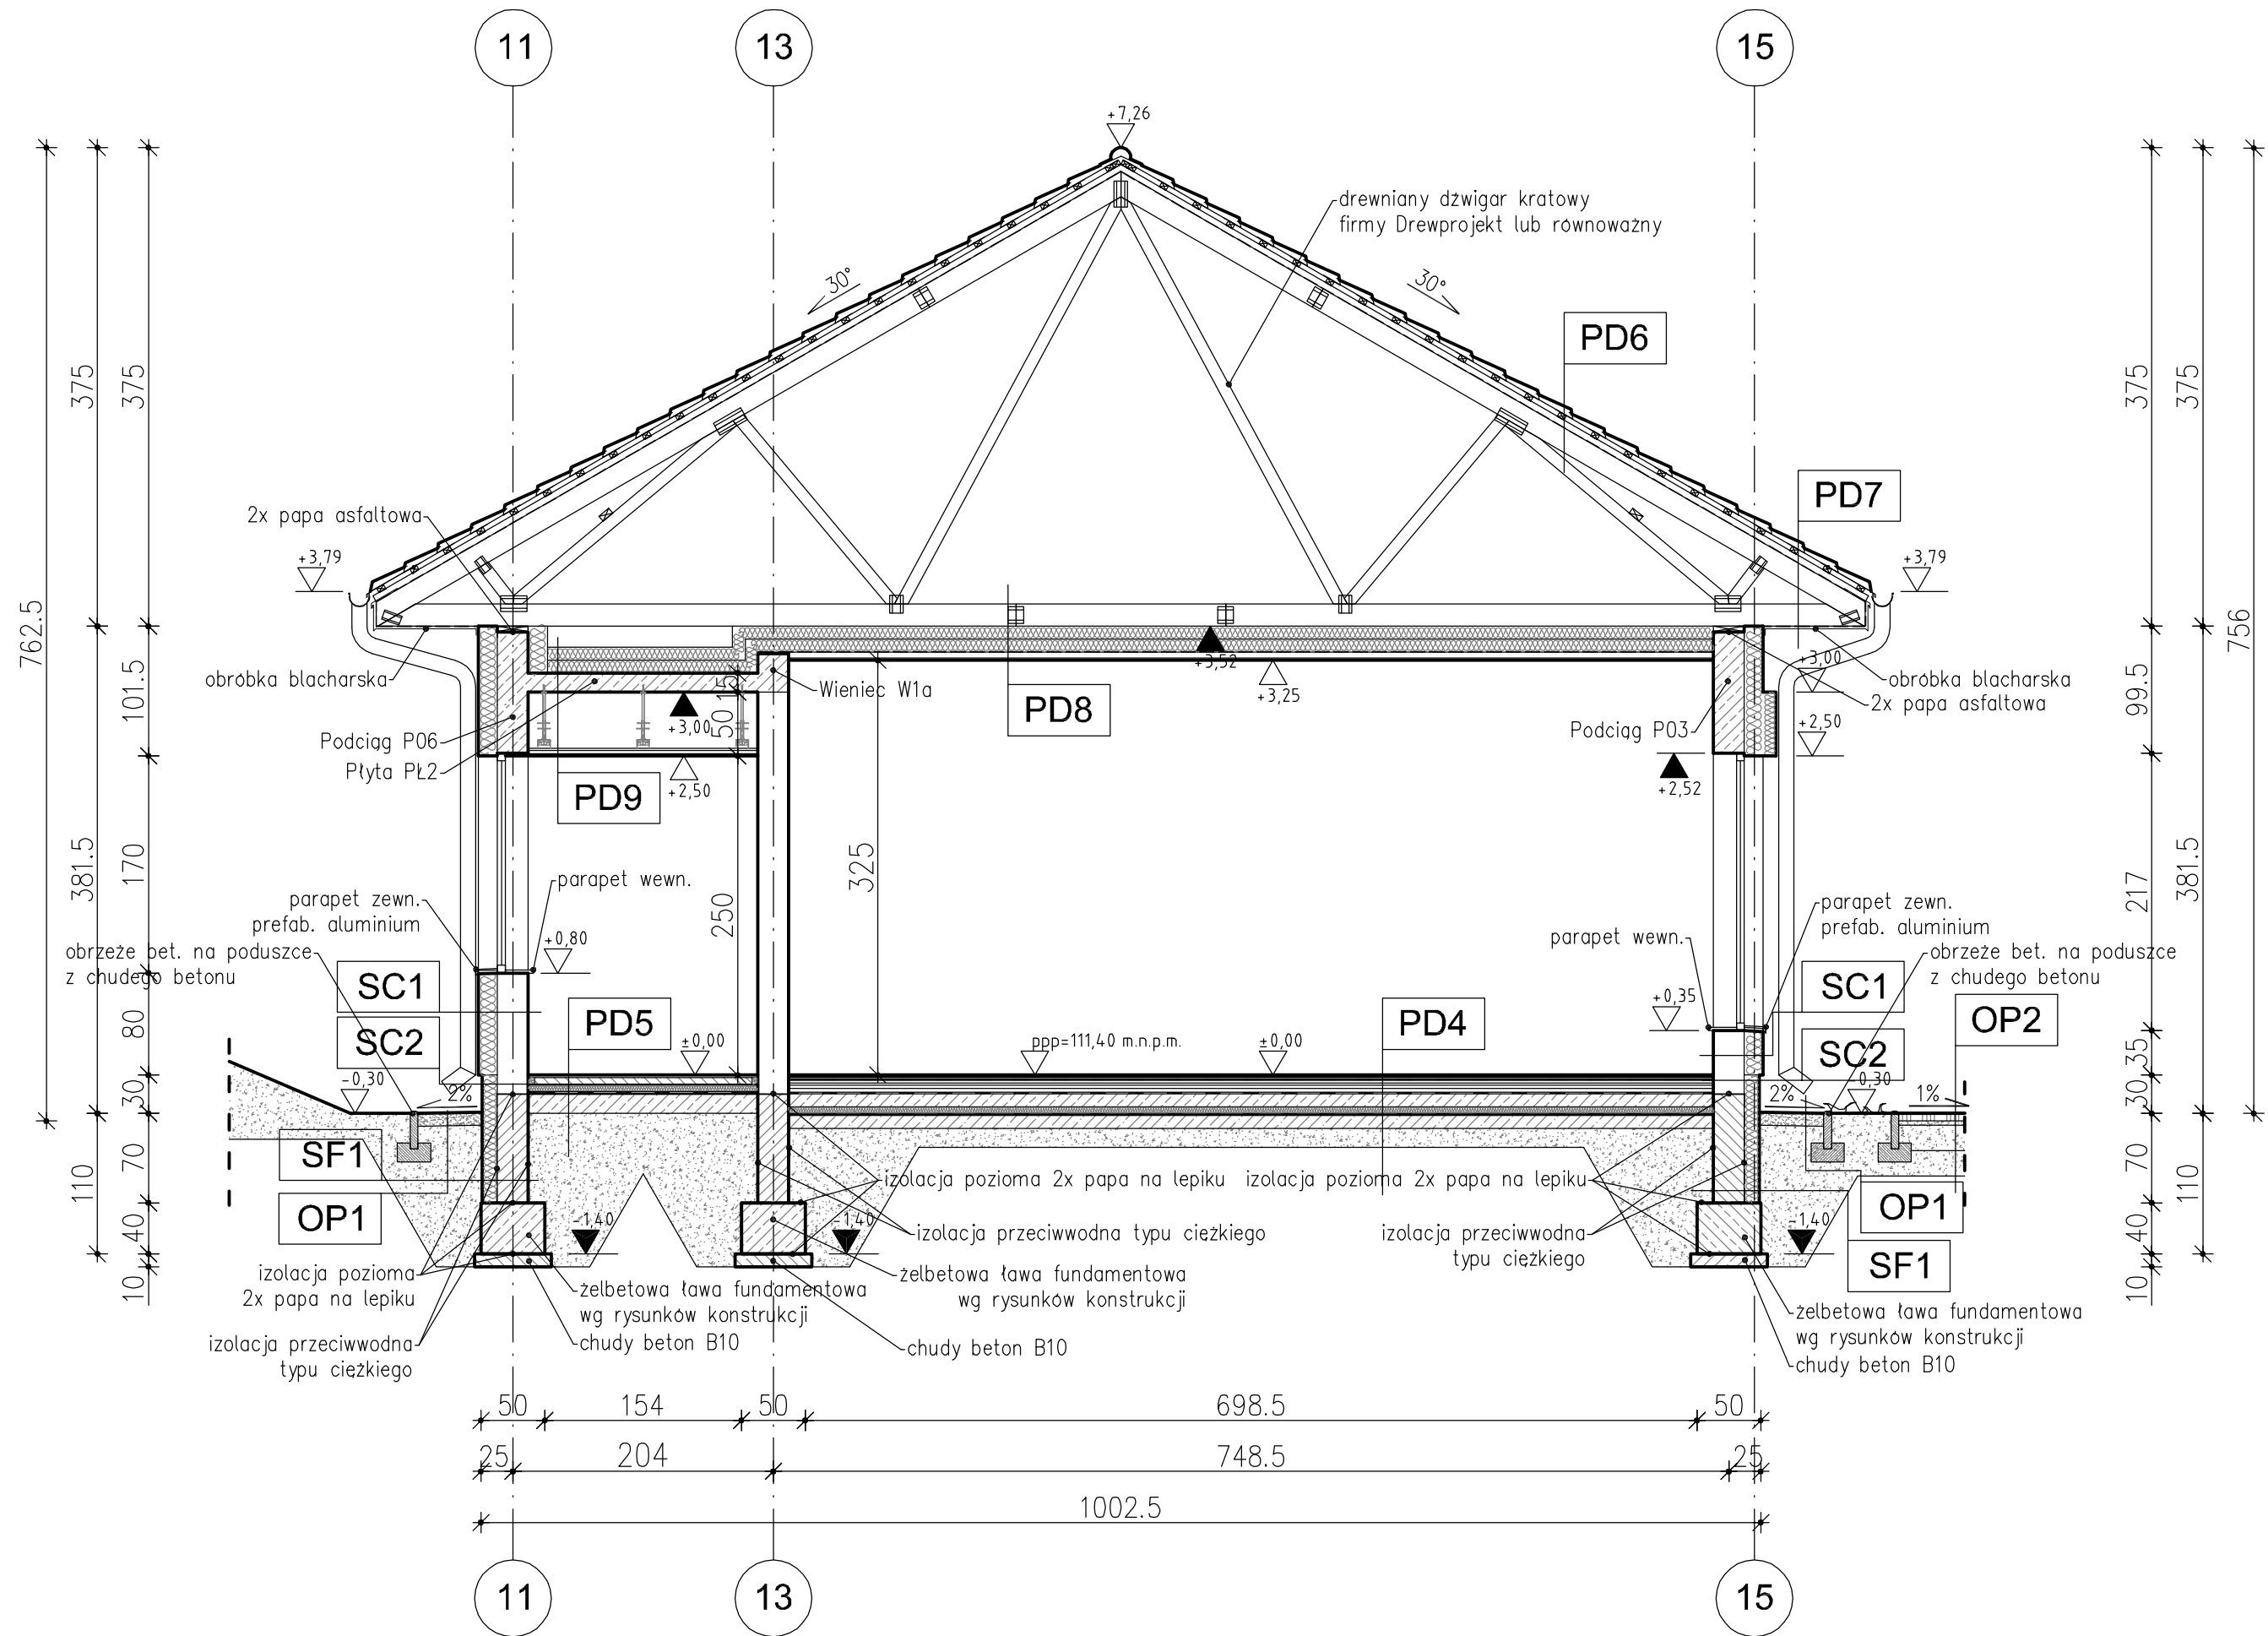 11
13
15
+7,26
drewniany dźwigar kratowy
firmy Drewprojekt lub równoważny
30°
30°
PD6
PD7
375
375
375
375
2x papa asfaltowa
+3,79
+3,79
762.5
756
obróbka blacharska
Wieniec W1a
+3,52
+3,25
PD8
+3,00
obróbka blacharska
2x papa asfaltowa
101.5
15
50
+3,00
99.5
Podciąg P06
Płyta PŁ2
Podciąg P03
+2,50
PD9
+2,50
+2,52
381.5
170
325
250
217
381.5
parapet zewn.
prefab. aluminium
parapet wewn.
parapet wewn.
parapet zewn.
prefab. aluminium
obrzeże bet. na poduszce
z chudego betonu
+0,80
obrzeże bet. na poduszce
z chudego betonu
SC1
SC1
+0,35
SC2
PD5
PD4
SC2
OP2
80
±0,00
ppp=111,40 m.n.p.m.
±0,00
35
30
-0,30
2%
2%
-0,30
1%
30
110
70
SF1
70
110
izolacja pozioma 2x papa na lepiku
izolacja pozioma 2x papa na lepiku
OP1
OP1
40
-1,40
-1,40
izolacja przeciwwodna typu ciężkiego
izolacja przeciwwodna
typu ciężkiego
-1,40
40
SF1
10
izolacja pozioma
2x papa na lepiku
żelbetowa ława fundamentowa
wg rysunków konstrukcji
żelbetowa ława fundamentowa
wg rysunków konstrukcji
10
żelbetowa ława fundamentowa
wg rysunków konstrukcji
izolacja przeciwwodna
typu ciężkiego
chudy beton B10
chudy beton B10
chudy beton B10
50
154
50
698.5
50
25
204
748.5
25
1002.5
11
13
15